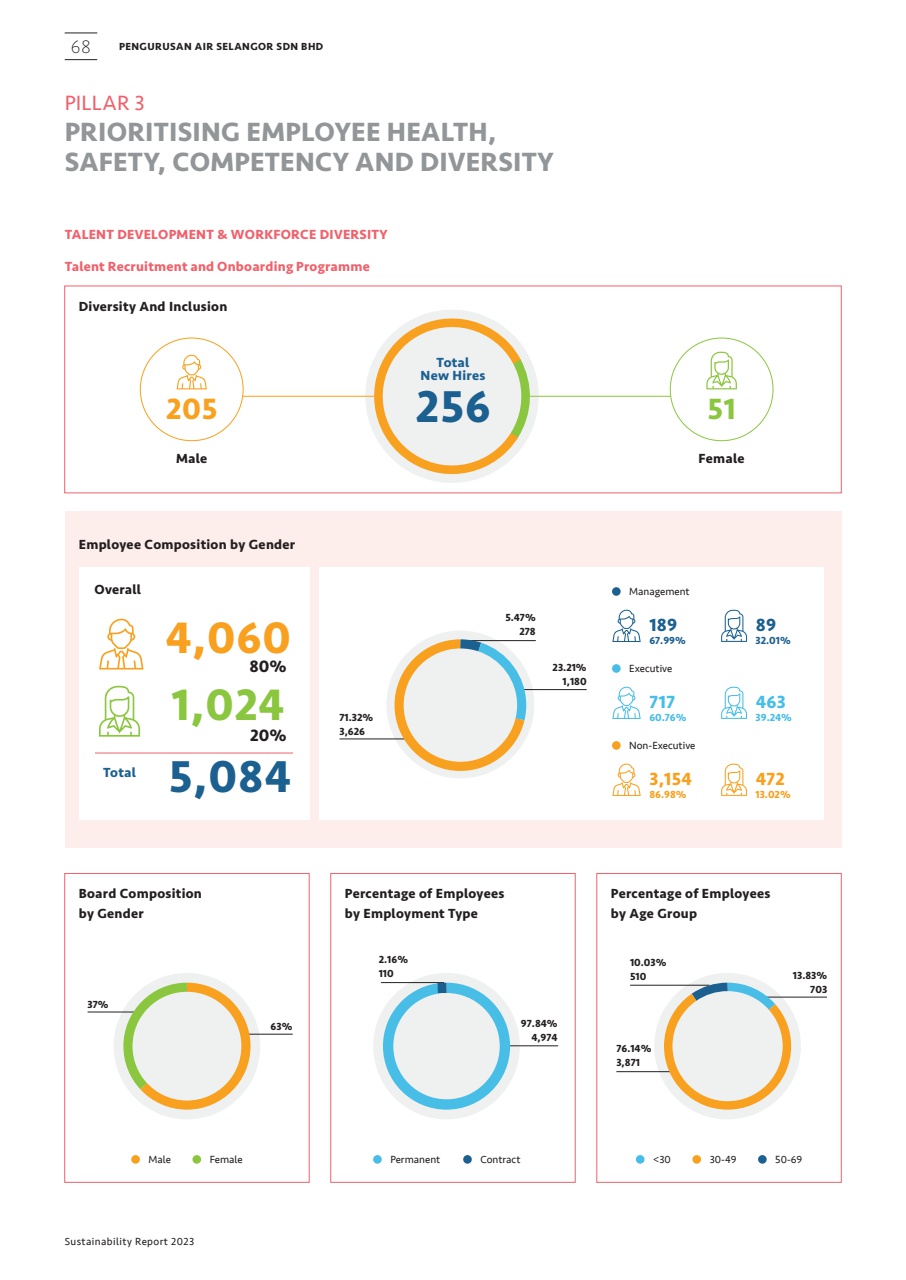 68
PENGURUSAN AIR SELANGOR SDN BHD
PILLAR 3
PRIORITISING EMPLOYEE HEALTH,
SAFETY, COMPETENCY AND DIVERSITY
TALENT DEVELOPMENT & WORKFORCE DIVERSITY
Talent Recruitment and Onboarding Programme
Diversity And Inclusion
205
Male
Total
New Hires
256
51
Female
Employee Composition by Gender
Overall
4,060
80%
1,024
20%
Total
5,084
5.47%
278
23.21%
1,180
71.32%
3,626
Management
189
67.99%
89
32.01%
Executive
717
60.76%
463
39.24%
Non-Executive
3,154
86.98%
472
13.02%
Board Composition
by Gender
37%
63%
Male
Female
Percentage of Employees
by Employment Type
2.16%
110
97.84%
4,974
Permanent
Contract
Percentage of Employees
by Age Group
10.03%
510
13.83%
703
76.14%
3,871
<30
30-49
50-69
Sustainability Report 2023